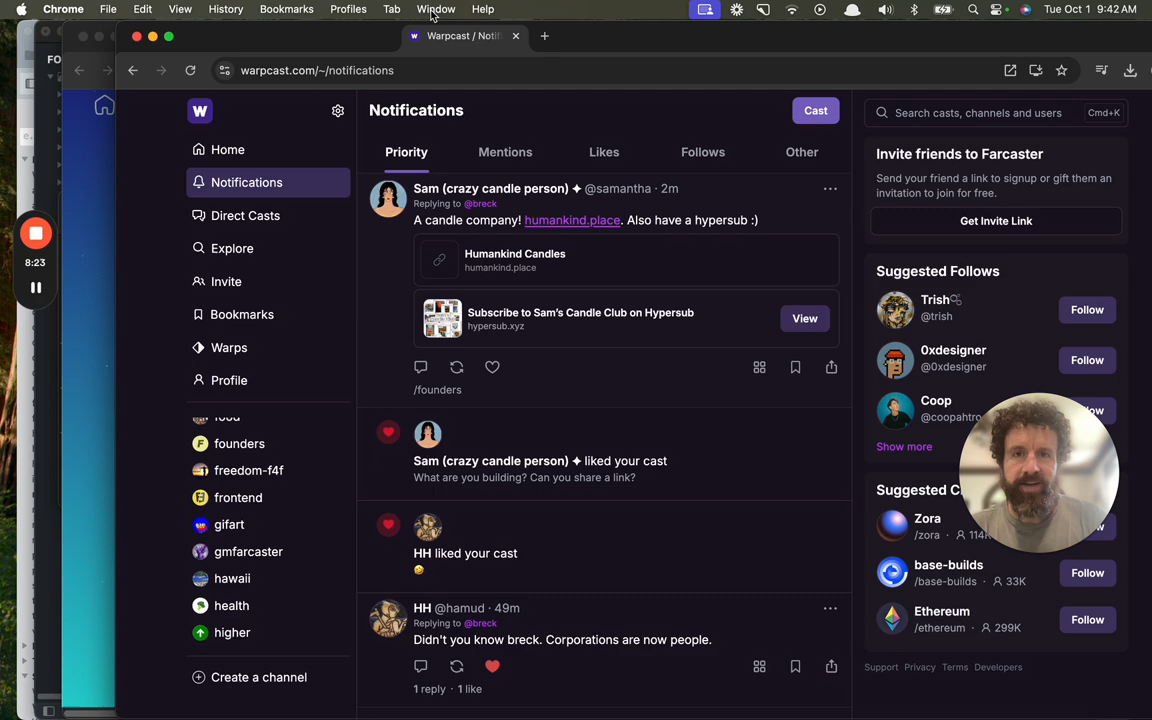 Chrome File Edit View History Bookmarks Profiles Tab Window Help Tue Oct 1 9:42 AM
Warpcast / Notif
warpcast.com/~/notifications
FO
8:23
W
Home
Notifications
Direct Casts
Explore
Invite
Bookmarks
Warps
Profile
food
founders
freedom-f4f
frontend
gifart
gmfarcaster
hawaii
health
higher
Create a channel
Notifications
Cast
Priority Mentions Likes Follows Other
Sam (crazy candle person) ✦ @samantha · 2m
Replying to @breck
A candle company! humankind.place. Also have a hypersub :)
Humankind Candles
humankind.place
Subscribe to Sam's Candle Club on Hypersub
hypersub.xyz
View
/founders
Sam (crazy candle person) ✦ liked your cast
What are you building? Can you share a link?
HH liked your cast
HH @hamud · 49m
Replying to @breck
Didn't you know breck. Corporations are now people.
1 reply · 1 like
Search casts, channels and users Cmd+K
Invite friends to Farcaster
Send your friend a link to signup or gift them an
invitation to join for free.
Get Invite Link
Suggested Follows
Trish
@trish
Follow
0xdesigner
@0xdesigner
Follow
Coop
@coopahtro
ow
Show more
Suggested C
Zora
/zora · 114K
ow
base-builds
/base-builds · 33K
Follow
Ethereum
/ethereum · 299K
Follow
Support Privacy Terms Developers